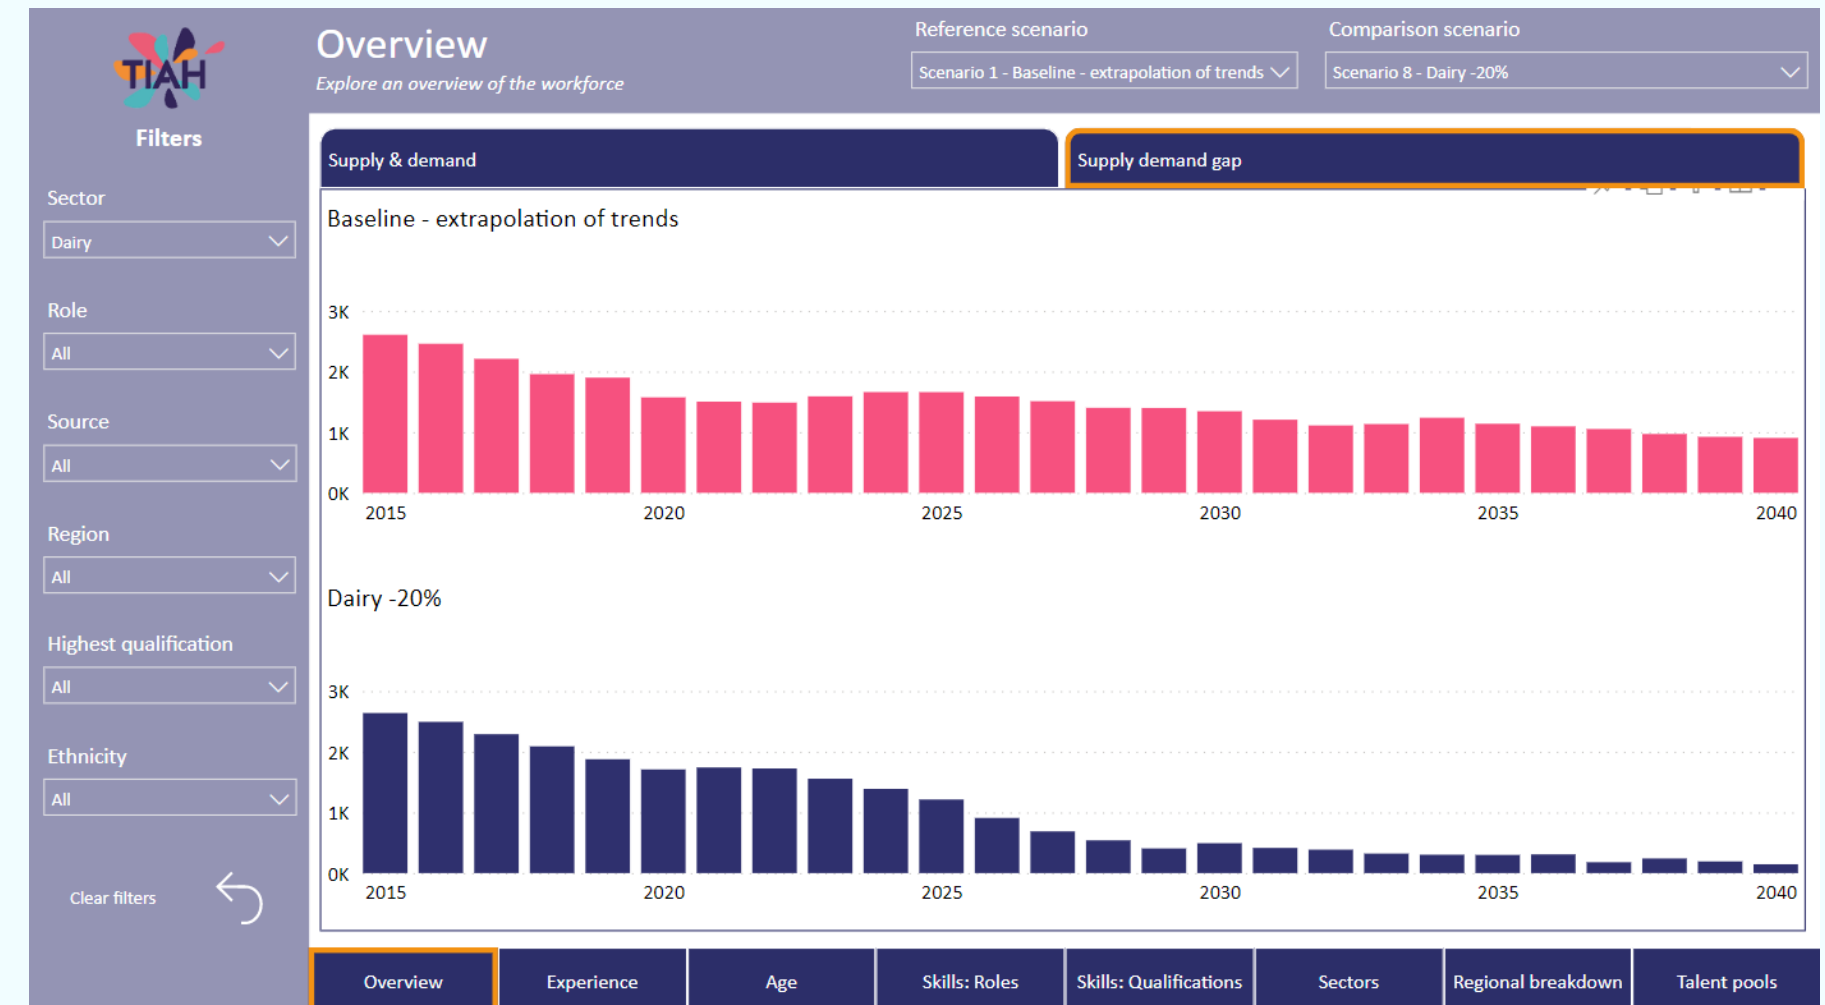 TIAH
Filters
Sector
Dairy
Role
All
Source
All
Region
All
Highest qualification
All
Ethnicity
All
Clear filters
Overview
Explore an overview of the workforce
Reference scenario
Scenario 1 - Baseline - extrapolation of trends
Comparison scenario
Scenario 8 - Dairy -20%
Supply & demand
Supply demand gap
Baseline - extrapolation of trends
3K
2K
1K
0K
2015 2020 2025 2030 2035 2040
Dairy -20%
3K
2K
1K
0K
2015 2020 2025 2030 2035 2040
Overview Experience Age Skills: Roles Skills: Qualifications Sectors Regional breakdown Talent pools